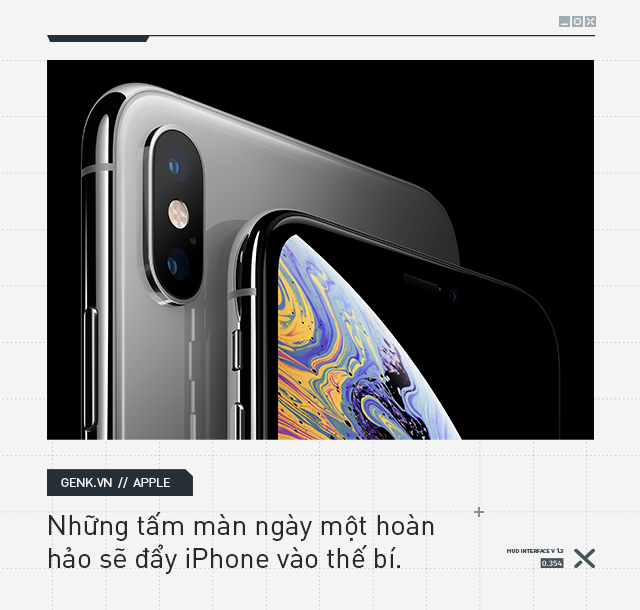 GENK.VN // APPLE
Những tấm màn ngày một hoàn
hảo sẽ đẩy iPhone vào thế bí.
HUD INTERFACE V 1.2
0.354